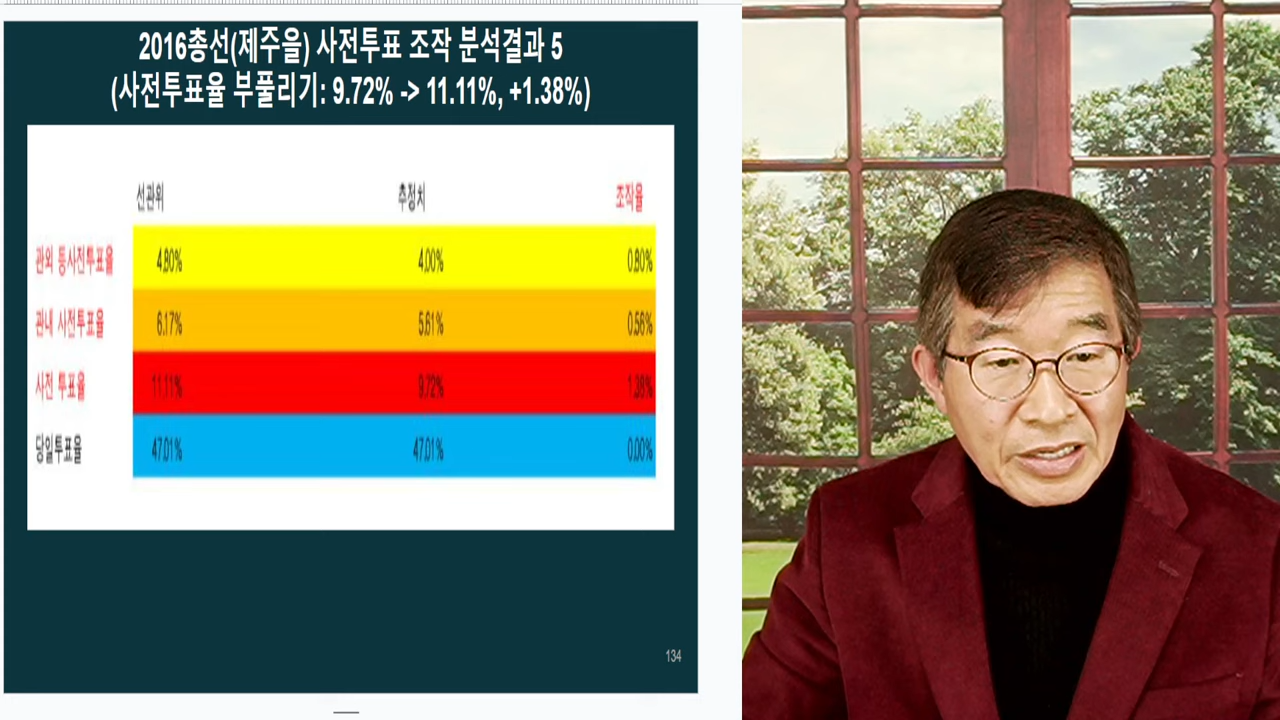 2016총선(제주을) 사전투표 조작 분석결과 5
(사전투표율 부풀리기: 9.72% -> 11.11%, +1.38%)
선관위 추정치 조작율
관외 등사전투표율 4.80% 4.00% 0.80%
관내 사전투표율 6.17% 5.61% 0.56%
사전 투표율 11.11% 9.72% 1.38%
당일투표율 47.01% 47.01% 0.00%
134